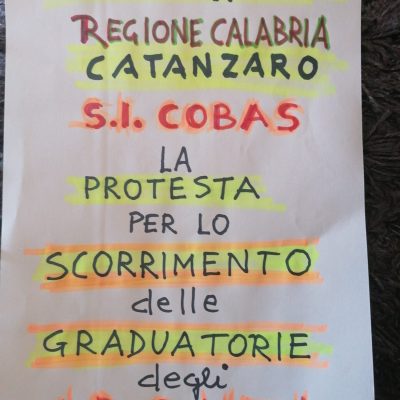 REGIONE CALABRIA
CATANZARO
S.I. COBAS
LA
PROTESTA
PER LO
SCORRIMENTO
delle
GRADUATORIE
degli